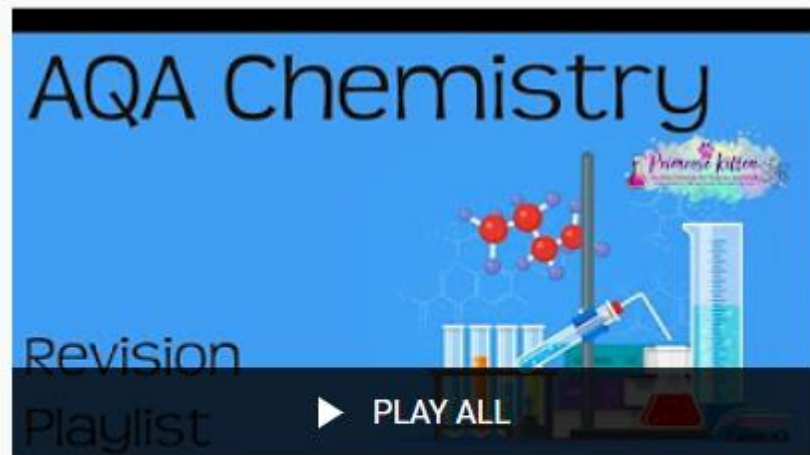 AQA Chemistry
Primrose Kitten
Revision
Playlist
PLAY ALL